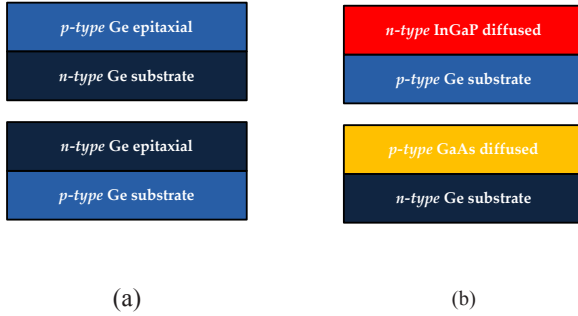 p-type Ge epitaxial
n-type InGaP diffused
n-type Ge substrate
p-type Ge substrate
n-type Ge epitaxial
p-type GaAs diffused
p-type Ge substrate
n-type Ge substrate
(a)
(b)